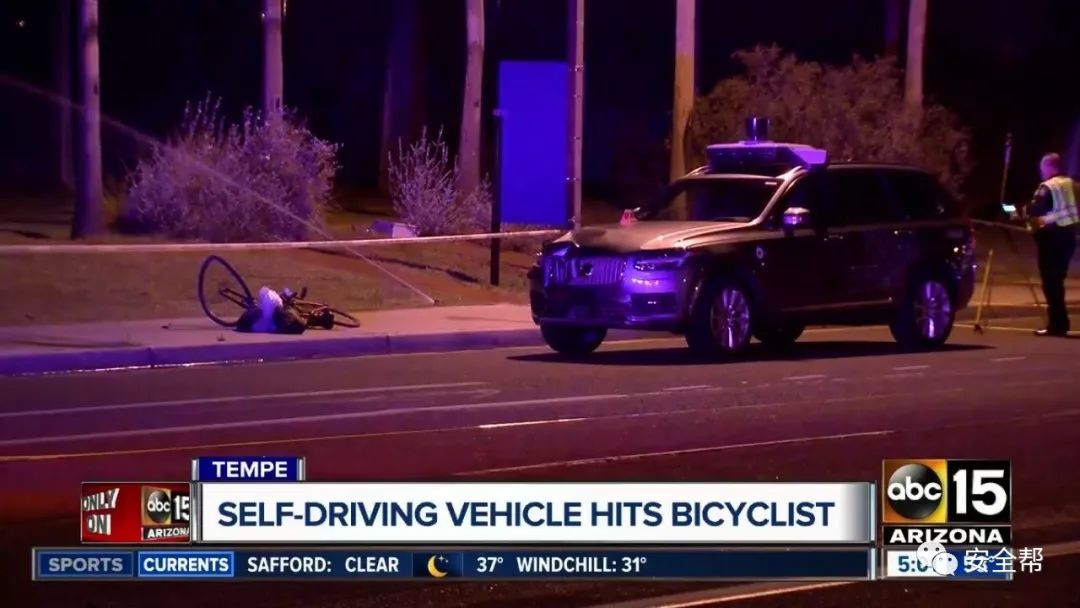 TEMPE
ONLY ON abc 15 ARIZONA
SELF-DRIVING VEHICLE HITS BICYCLIST
abc 15 ARIZONA
SPORTS CURRENTS SAFFORD: CLEAR 37° WINDCHILL: 31°
安全帮